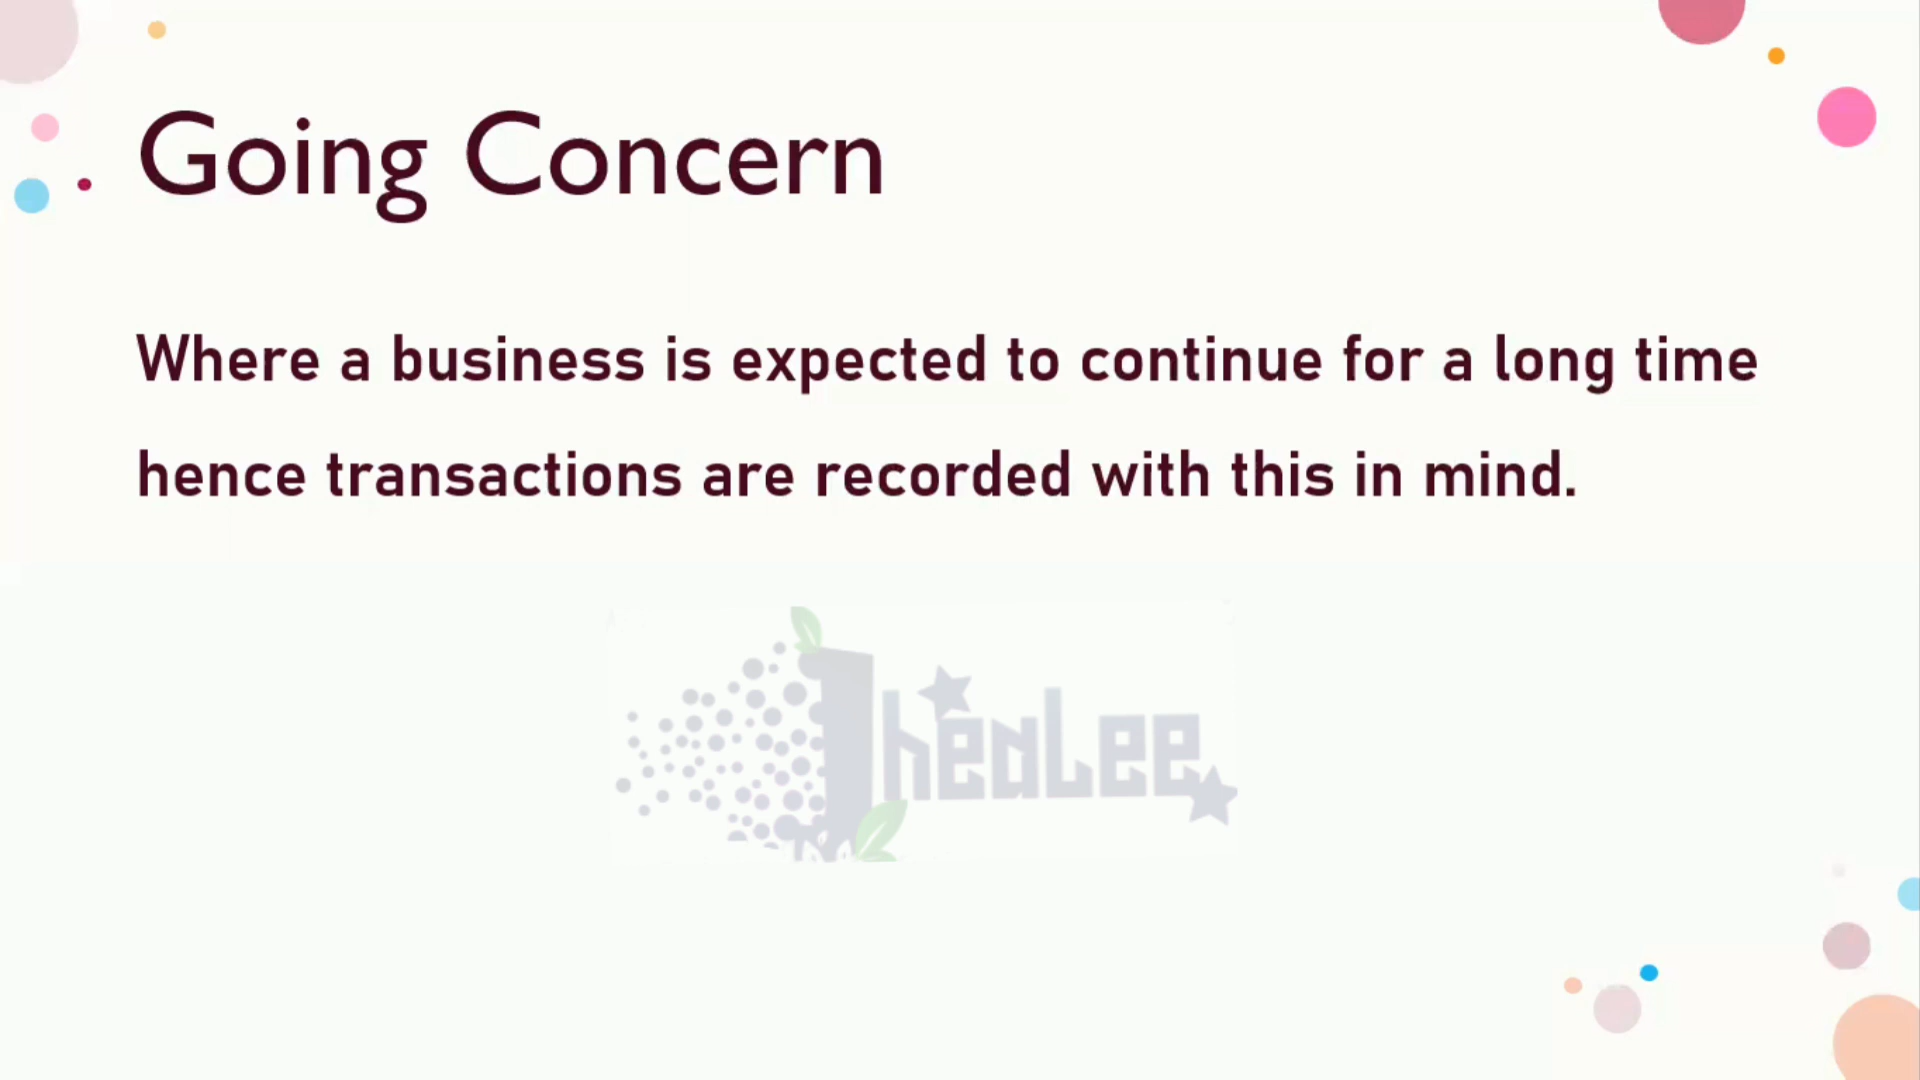 Going Concern
Where a business is expected to continue for a long time
hence transactions are recorded with this in mind.
JheaLee